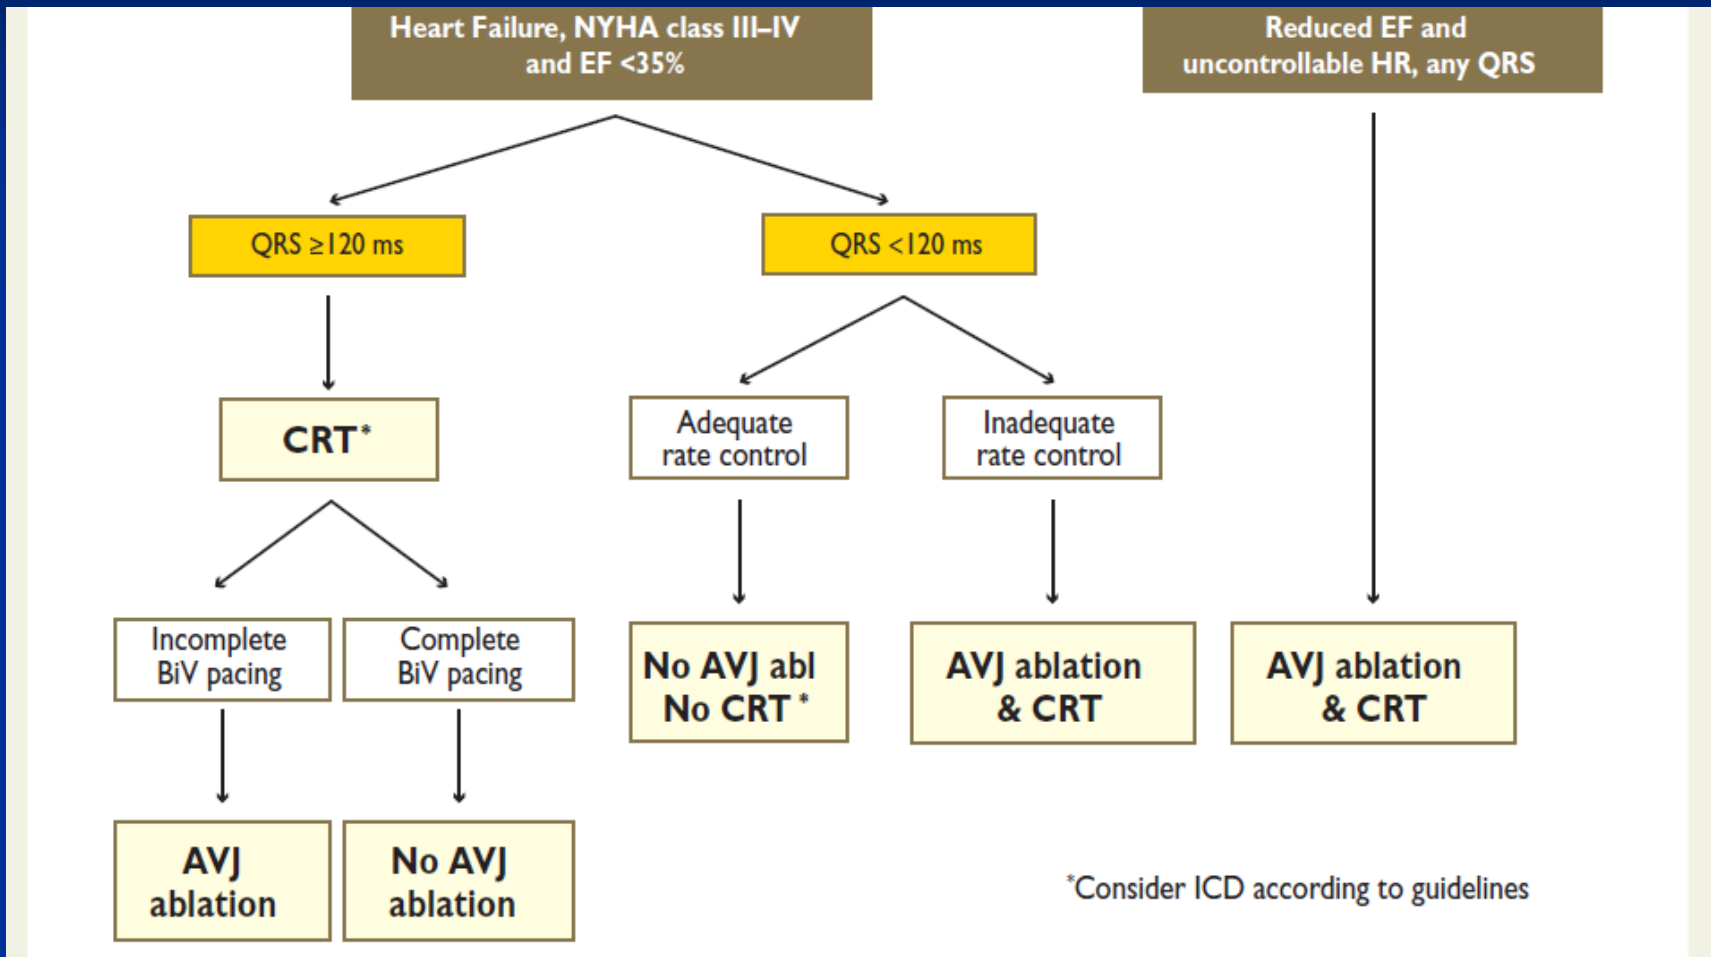 Heart Failure, NYHA class III–IV
and EF <35%
Reduced EF and
uncontrollable HR, any QRS
QRS ≥120 ms
QRS <120 ms
CRT*
Adequate
rate control
Inadequate
rate control
Incomplete
BiV pacing
Complete
BiV pacing
No AVJ abl
No CRT *
AVJ ablation
& CRT
AVJ ablation
& CRT
AVJ
ablation
No AVJ
ablation
*Consider ICD according to guidelines